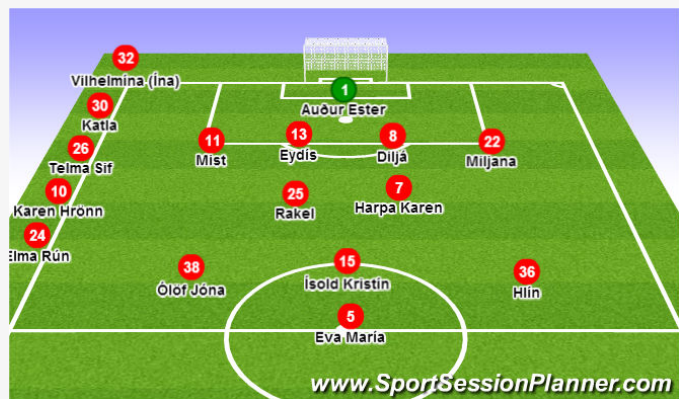 32
Vilhelmína (Ína)
1
Auður Ester
30
Katla
11
Mist
13
Eydís
8
Díljá
22
Miljana
26
Telma Sif
10
Karen Hrönn
25
Rakel
7
Harpa Karen
24
Elma Rún
38
Ólöf Jóna
15
Ísold Kristín
36
Hlín
5
Eva María
www.SportSessionPlanner.com